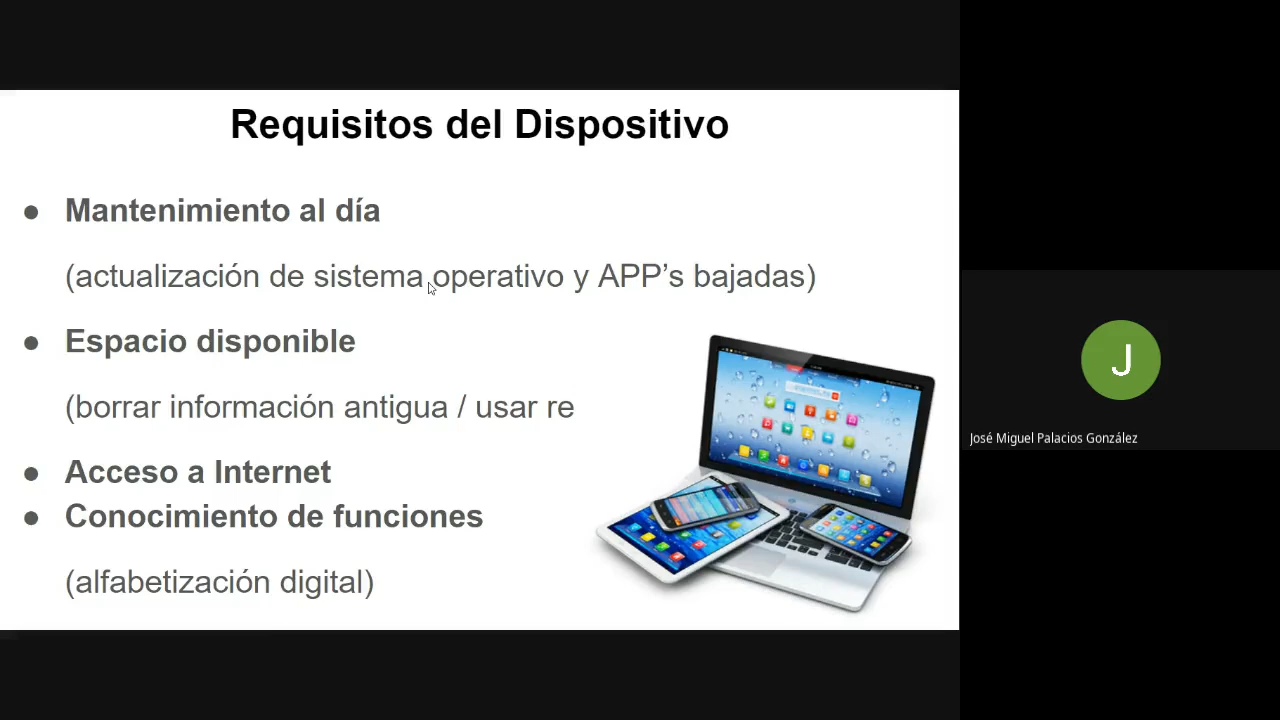 Requisitos del Dispositivo
● Mantenimiento al día
(actualización de sistema operativo y APP’s bajadas)
● Espacio disponible
(borrar información antigua / usar re
● Acceso a Internet
● Conocimiento de funciones
(alfabetización digital)
J
José Miguel Palacios González